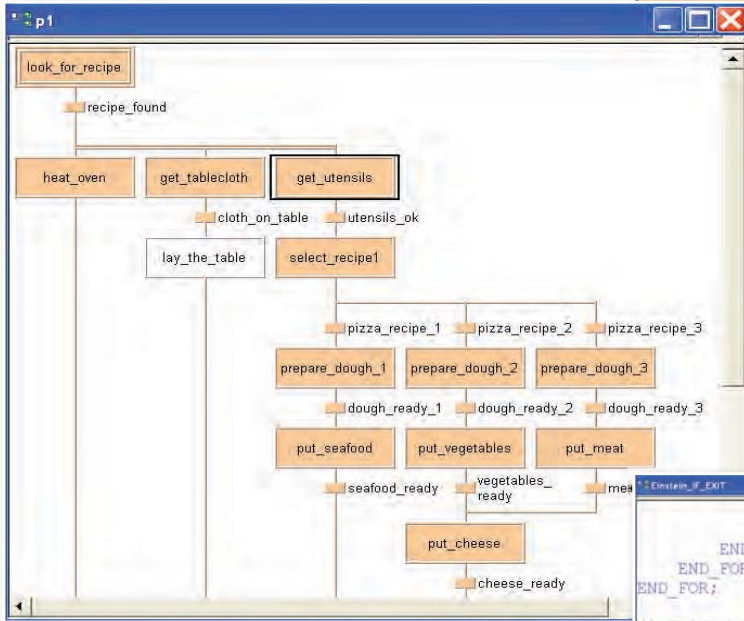 p1
look_for_recipe
recipe_found
heat_oven
get_tablecloth
get_utensils
cloth_on_table
utensils_ok
lay_the_table
select_recipe1
pizza_recipe_1
pizza_recipe_2
pizza_recipe_3
prepare_dough_1
prepare_dough_2
prepare_dough_3
dough_ready_1
dough_ready_2
dough_ready_3
put_seafood
put_vegetables
put_meat
seafood_ready
vegetables_
ready
put_cheese
cheese_ready
Einstein_IF_EXIT
END_FOR
END_FOR;